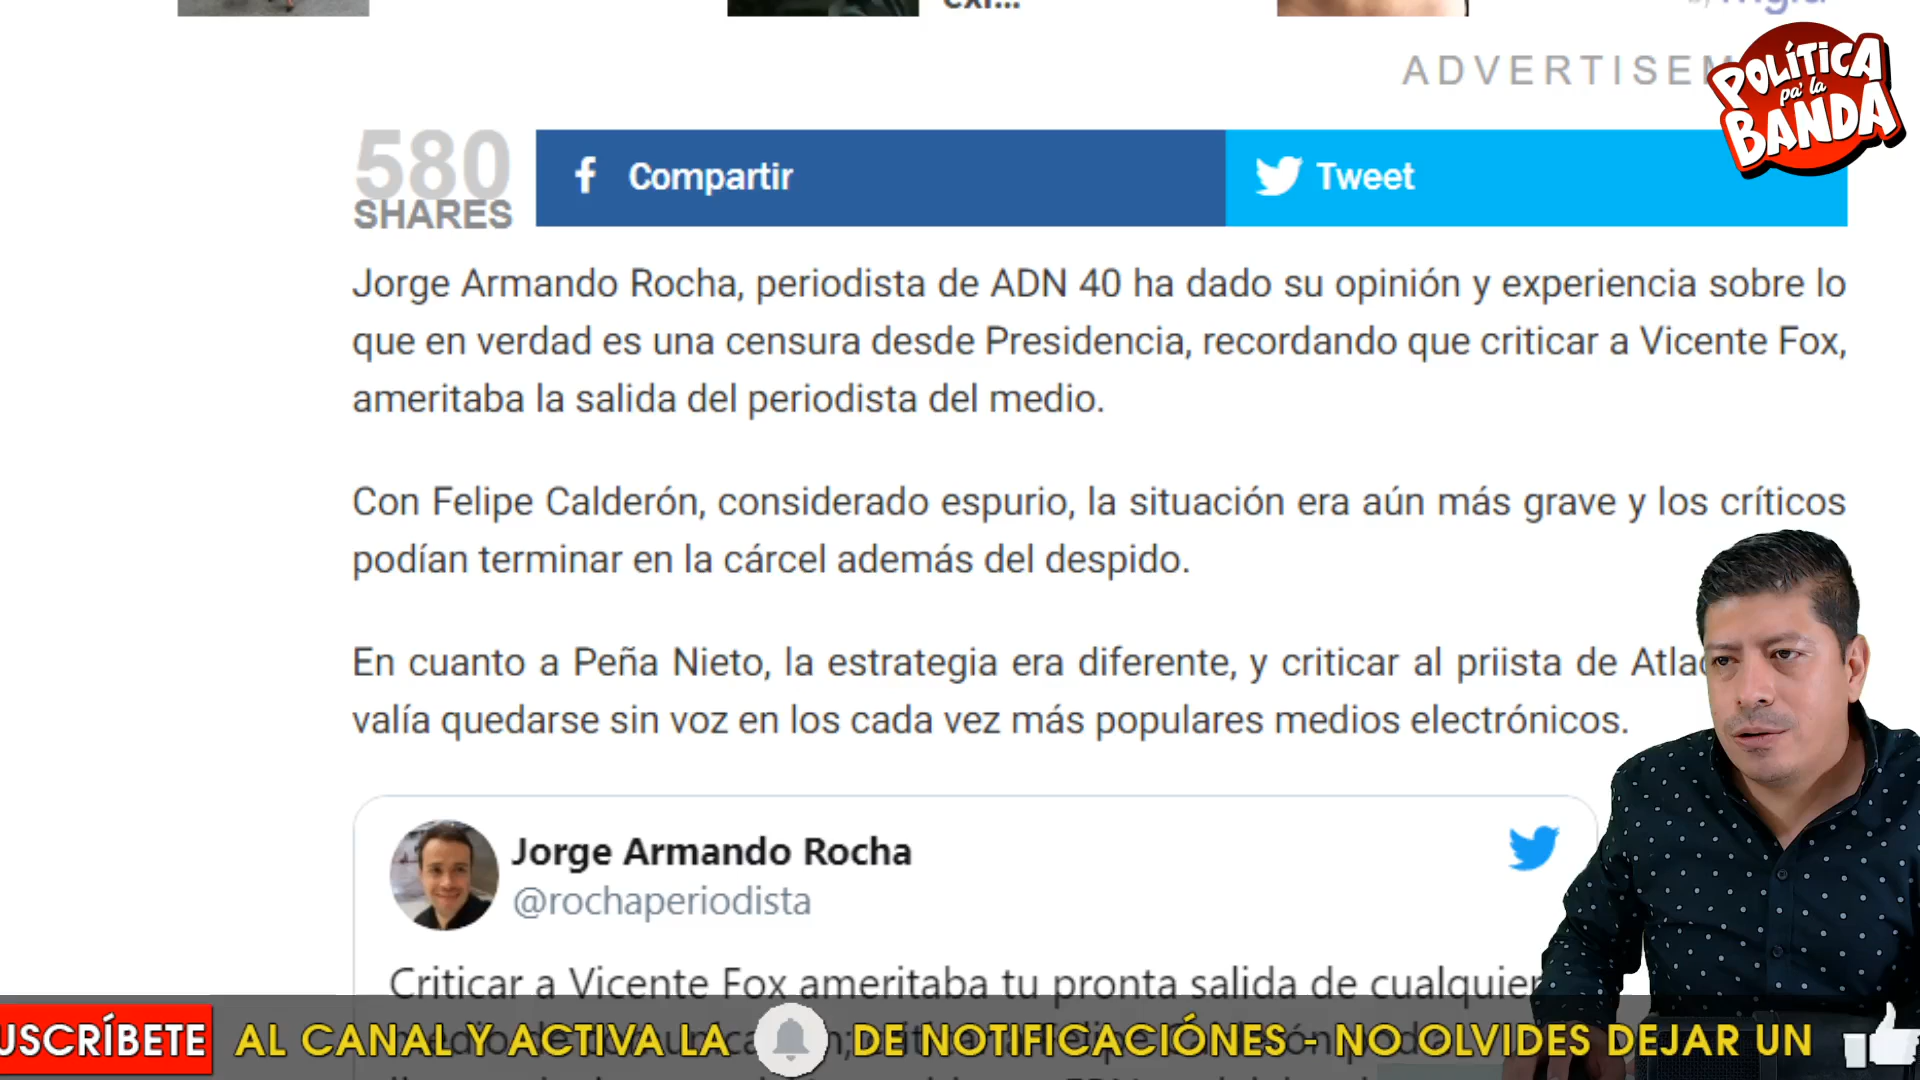 ADVERTISEM
POLÍTICA
pa' la
BANDA
580
SHARES
Compartir
Tweet
Jorge Armando Rocha, periodista de ADN 40 ha dado su opinión y experiencia sobre lo
que en verdad es una censura desde Presidencia, recordando que criticar a Vicente Fox,
ameritaba la salida del periodista del medio.
Con Felipe Calderón, considerado espurio, la situación era aún más grave y los críticos
podían terminar en la cárcel además del despido.
En cuanto a Peña Nieto, la estrategia era diferente, y criticar al priista de
valía quedarse sin voz en los cada vez más populares medios electrónicos.
Jorge Armando Rocha
@rochaperiodista
Criticar a Vicente Fox ameritaba tu pronta salida de cualquier
USCRÍBETE AL CANAL Y ACTIVA LA DE NOTIFICACIÓNES - NO OLVIDES DEJAR UN